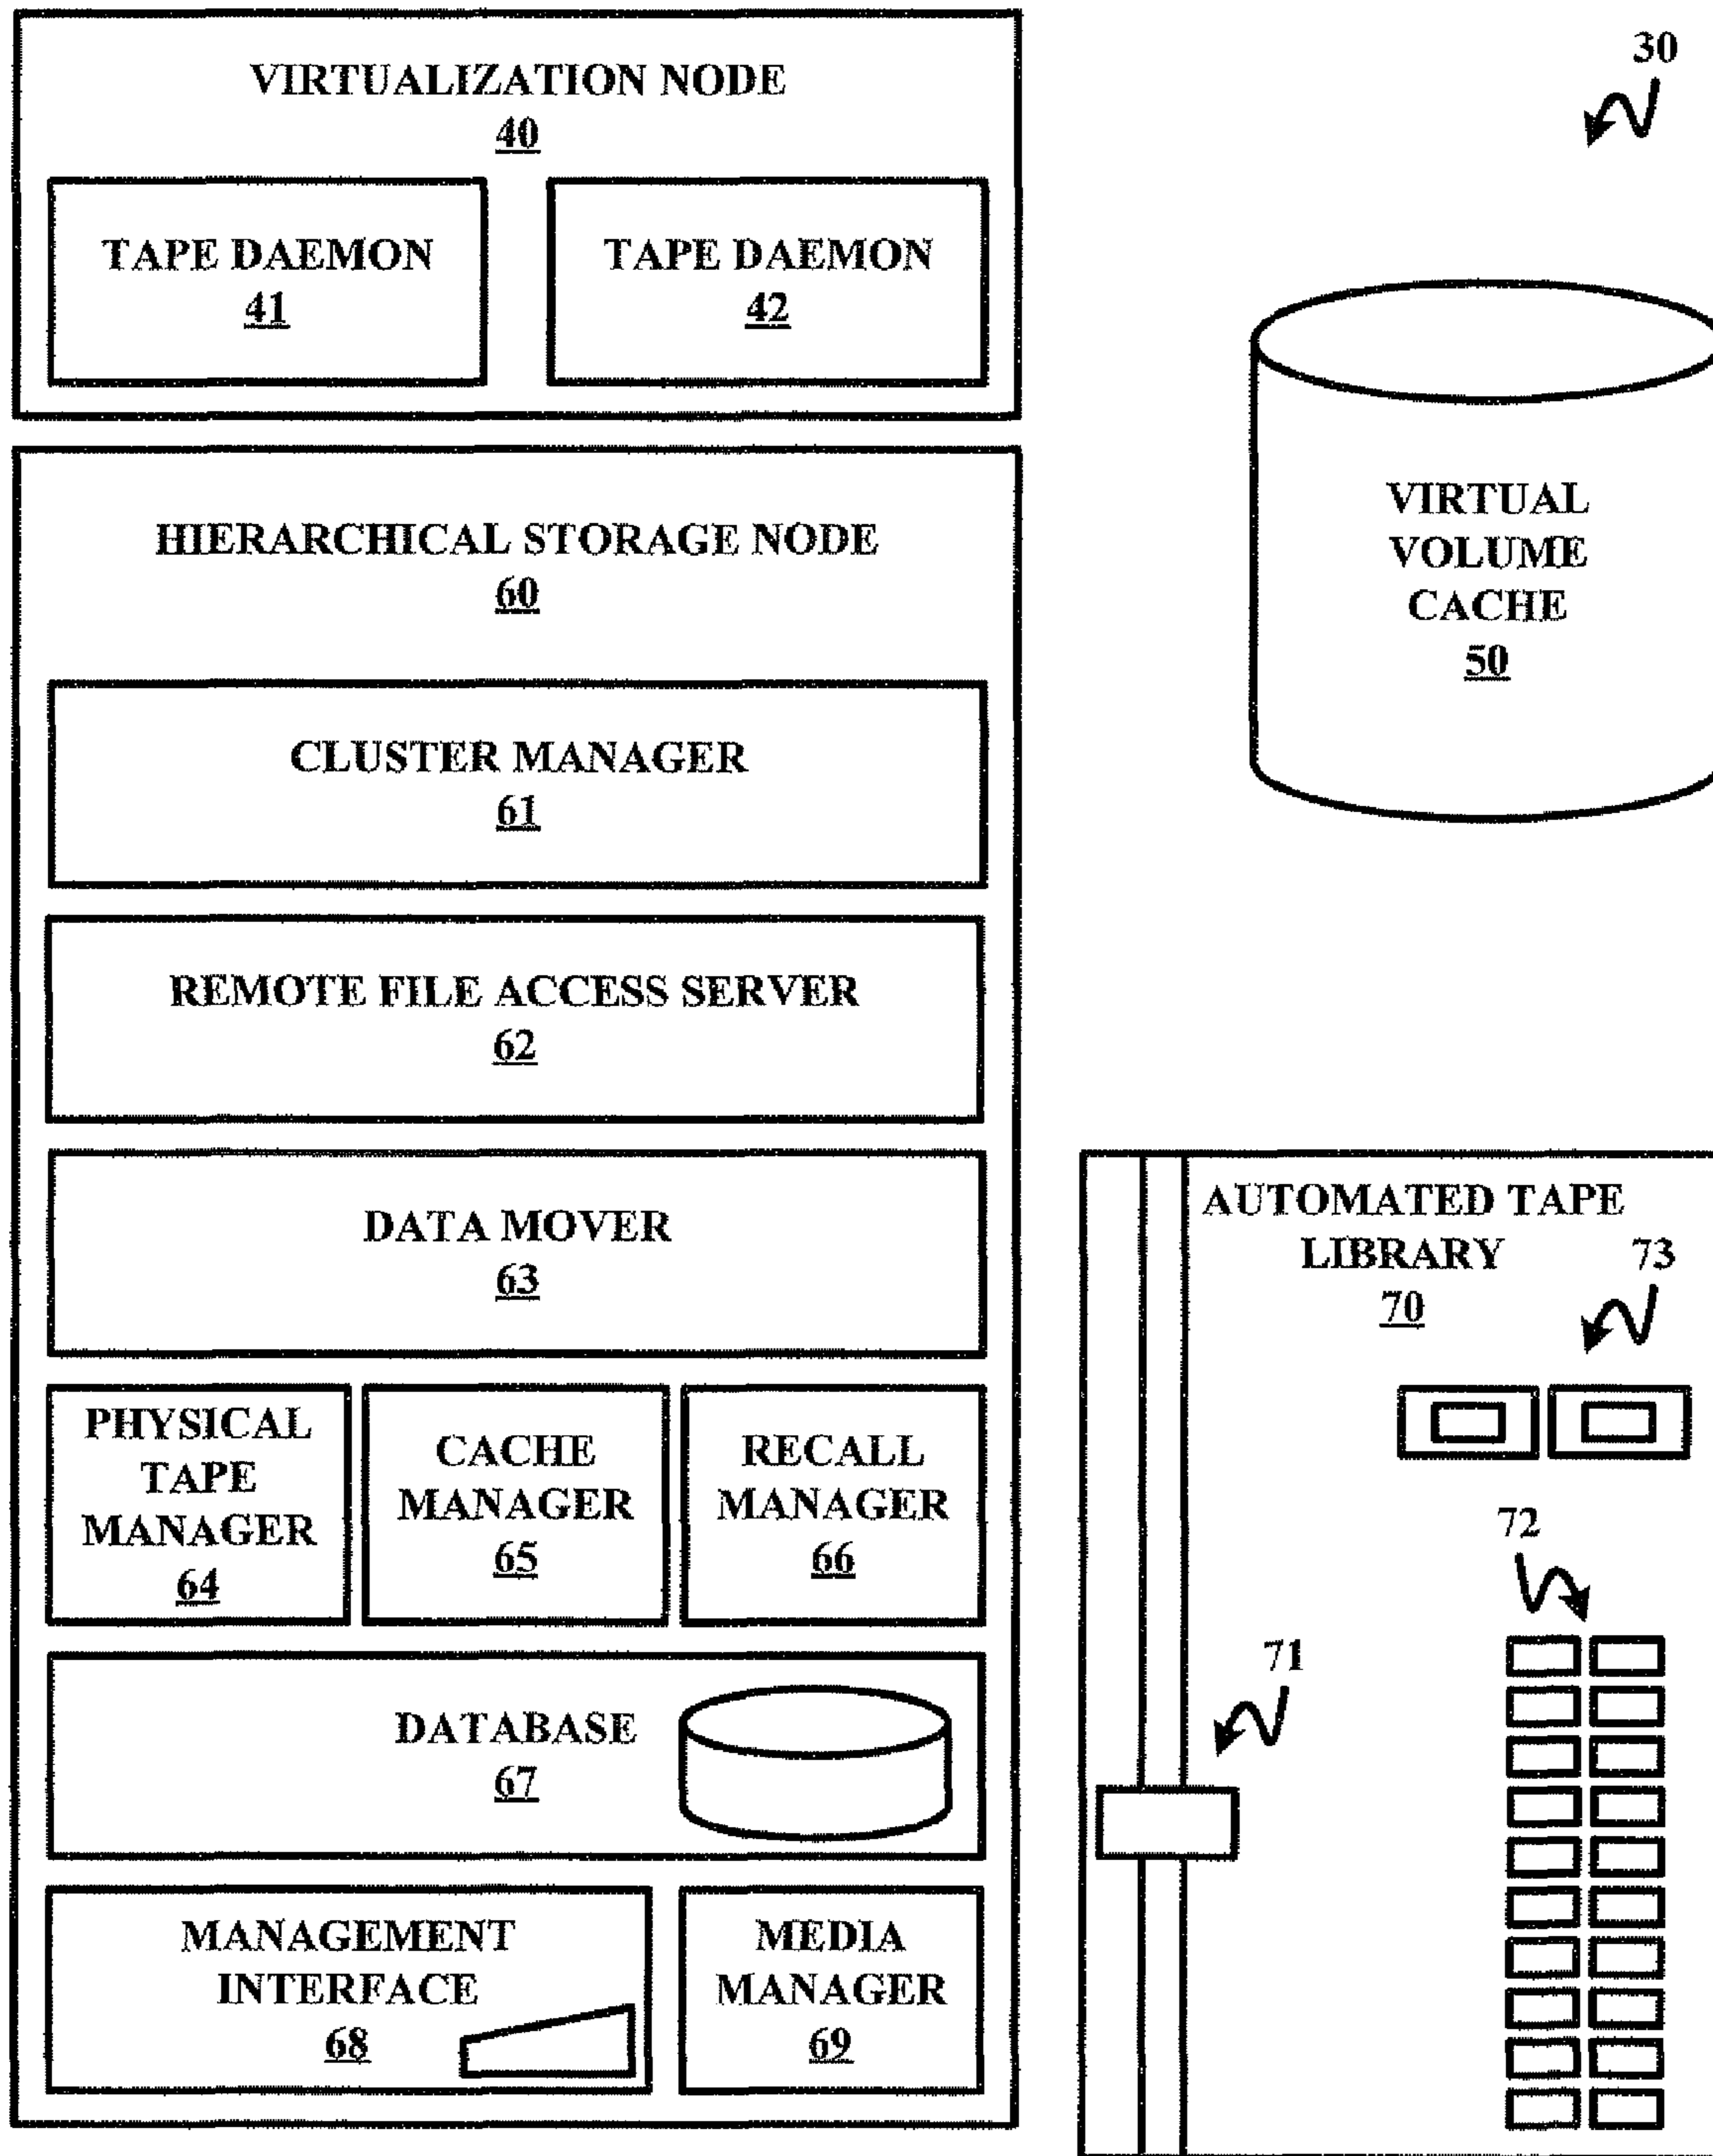 VIRTUALIZATION NODE
40
TAPE DAEMON
41
TAPE DAEMON
42
30
VIRTUAL
VOLUME
CACHE
50
HIERARCHICAL STORAGE NODE
60
CLUSTER MANAGER
61
REMOTE FILE ACCESS SERVER
62
DATA MOVER
63
PHYSICAL
TAPE
MANAGER
64
CACHE
MANAGER
65
RECALL
MANAGER
66
DATABASE
67
MANAGEMENT
INTERFACE
68
MEDIA
MANAGER
69
AUTOMATED TAPE
LIBRARY
70
73
72
71